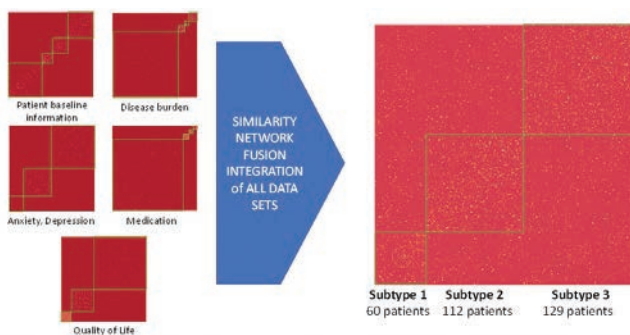 Patient baseline
information
Disease burden
Anxiety, Depression
Medication
Quality of Life
SIMILARITY
NETWORK
FUSION
INTEGRATION
of ALL DATA
SETS
Subtype 1
60 patients
Subtype 2
112 patients
Subtype 3
129 patients